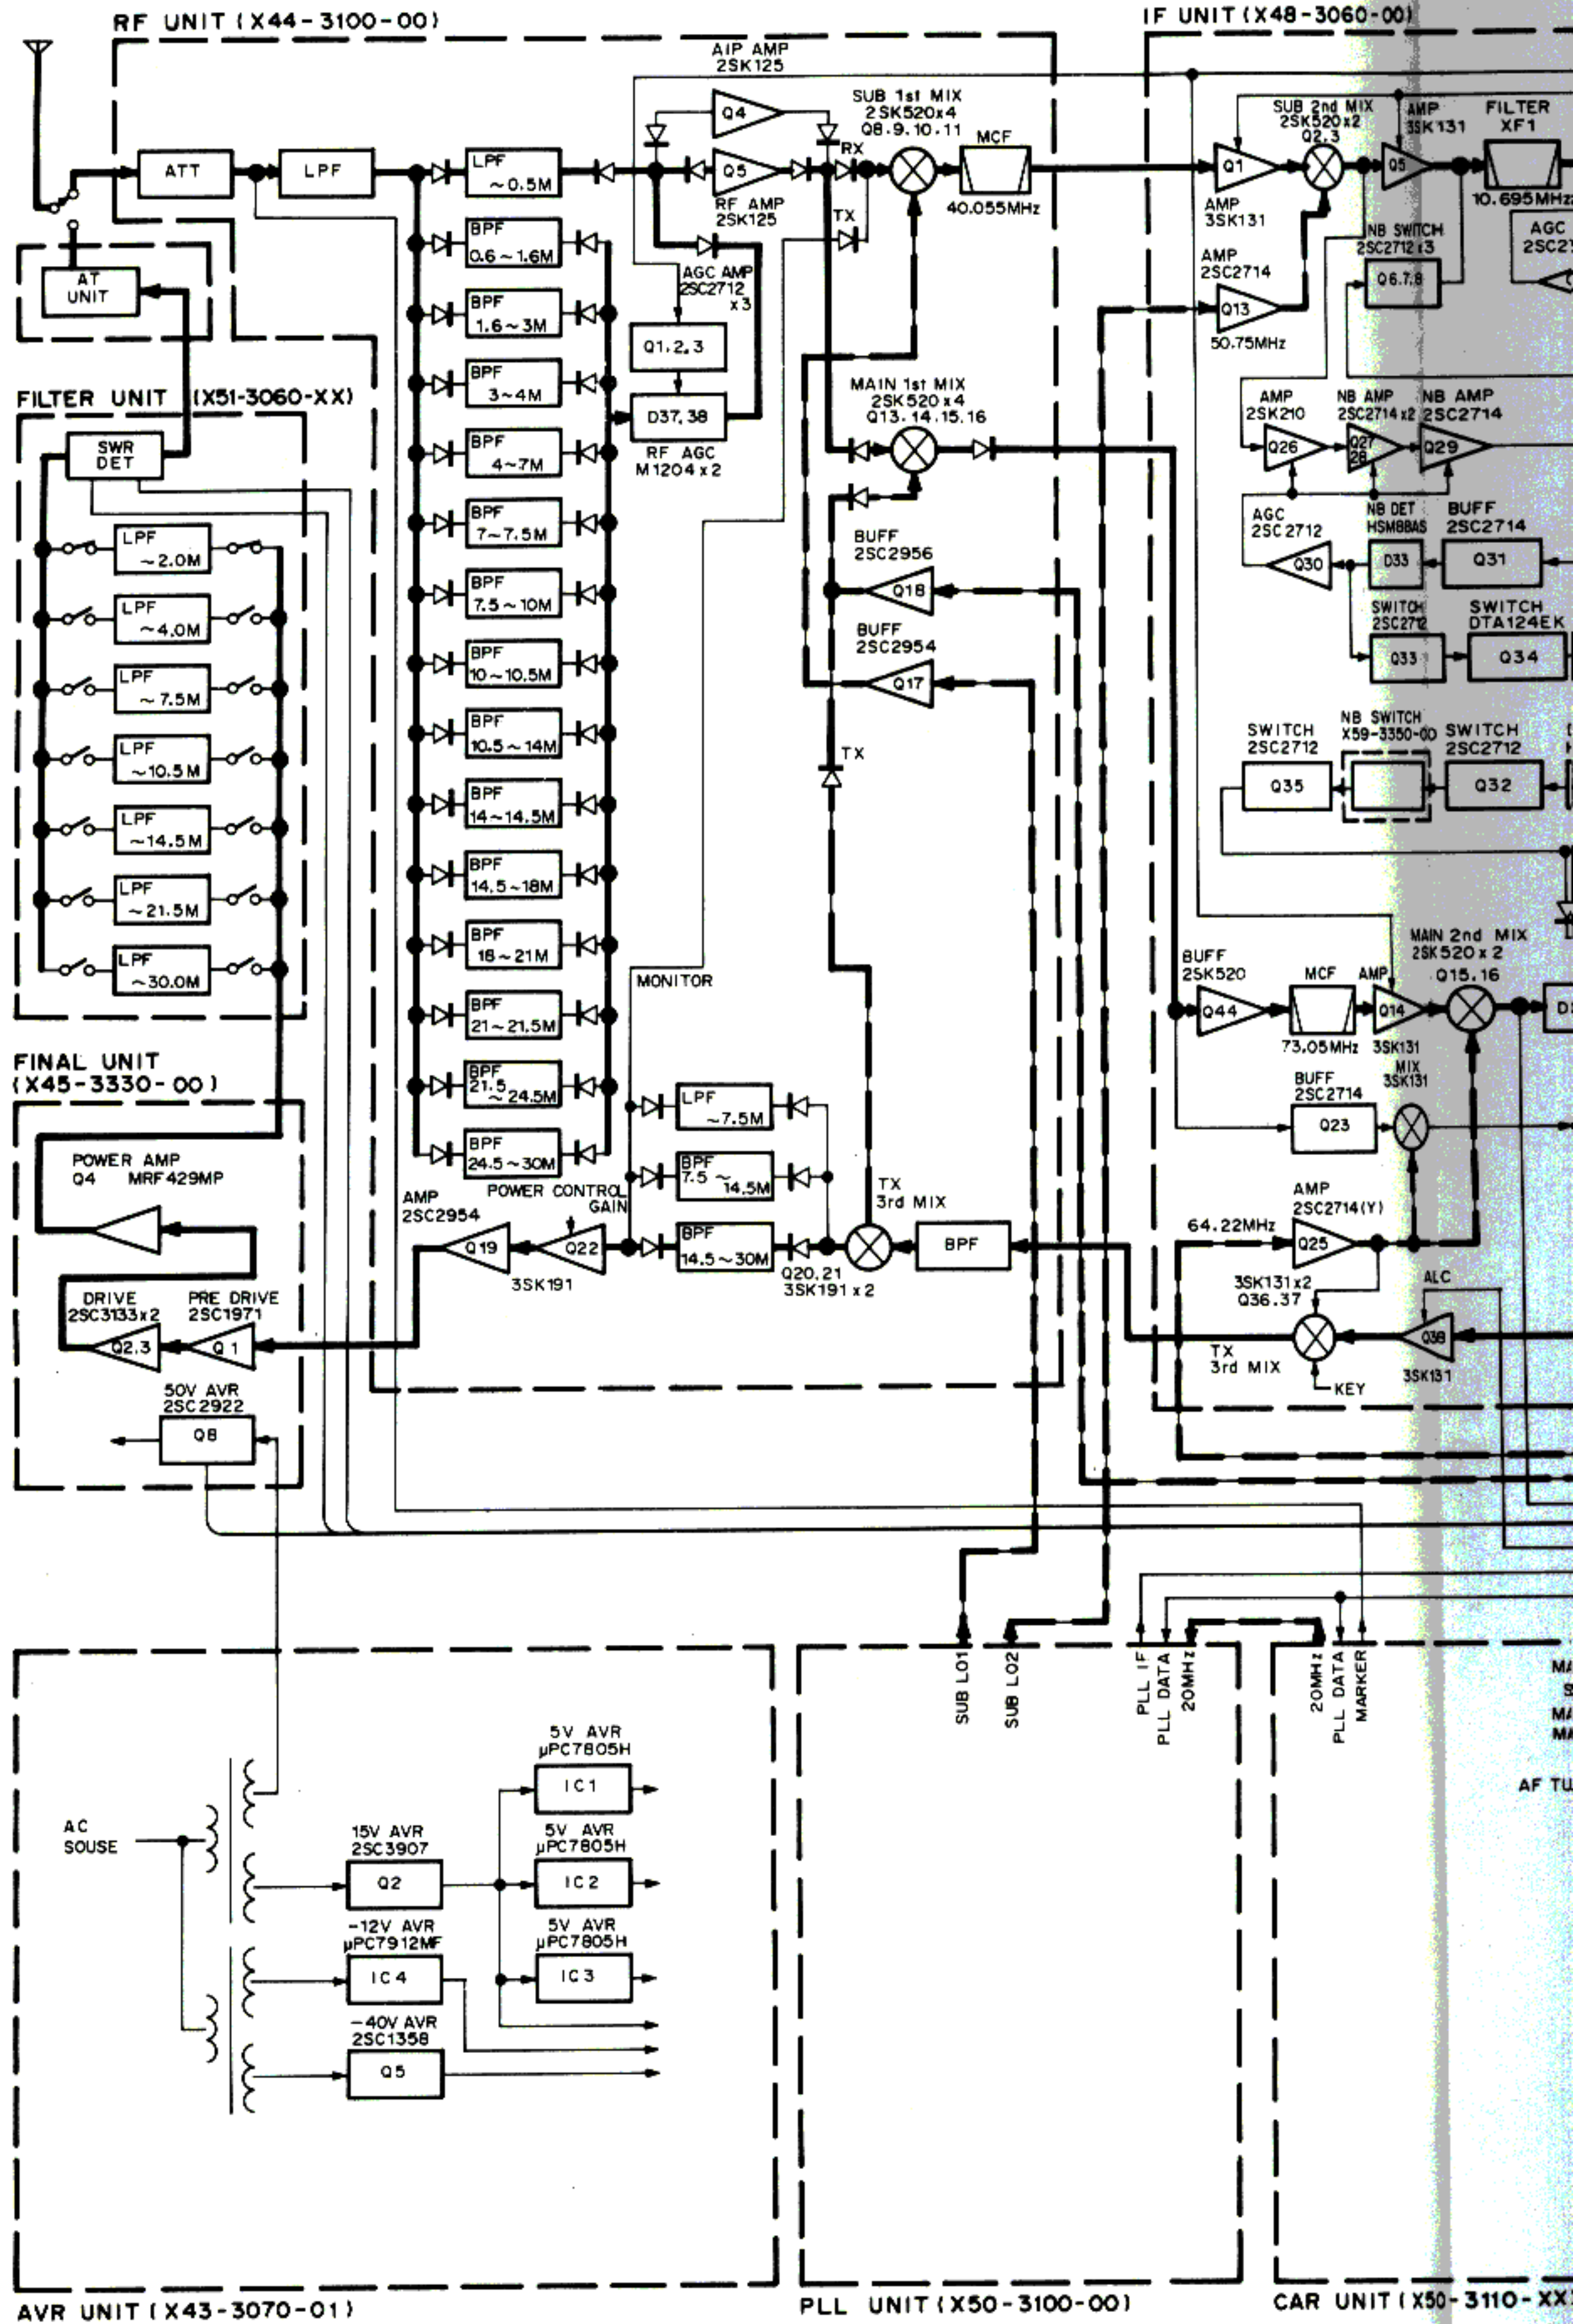 RF UNIT (X44-3100-00)
IF UNIT (X48-3060-00)
AIP AMP
2SK125
Q4
SUB 1st MIX
2SK520x4
Q8.9.10.11
RX
MCF
40.055MHz
ATT
LPF
LPF
~0.5M
Q5
RF AMP
2SK125
TX
AGC AMP
2SC2712
x3
Q1.2.3
D37,38
RF AGC
M1204x2
BPF
0.6~1.6M
BPF
1.6~3M
BPF
3~4M
BPF
4~7M
BPF
7~7.5M
BPF
7.5~10M
BPF
10~10.5M
BPF
10.5~14M
BPF
14~14.5M
BPF
14.5~18M
BPF
18~21M
BPF
21~21.5M
BPF
21.5
~24.5M
BPF
24.5~30M
AT
UNIT
FILTER UNIT (X51-3060-XX)
SWR
DET
LPF
~2.0M
LPF
~4.0M
LPF
~7.5M
LPF
~10.5M
LPF
~14.5M
LPF
~21.5M
LPF
~30.0M
MAIN 1st MIX
2SK520x4
Q13.14.15.16
BUFF
2SC2956
Q18
BUFF
2SC2954
Q17
TX
MONITOR
LPF
~7.5M
BPF
7.5~
14.5M
BPF
14.5~30M
TX
3rd MIX
BPF
Q20.21
3SK191x2
POWER CONTROL
GAIN
AMP
2SC2954
Q19
Q22
3SK191
FINAL UNIT
(X45-3330-00)
POWER AMP
Q4 MRF429MP
DRIVE
2SC3133x2
Q2.3
PRE DRIVE
2SC1971
Q1
50V AVR
2SC2922
Q8
Q1
AMP
3SK131
SUB 2nd MIX
2SK520x2
Q2.3
AMP
3SK131
Q5
FILTER
XF1
10.695MHz
AMP
2SC2714
Q13
50.75MHz
NB SWITCH
2SC2712x3
Q6.7.8
AGC
AMP
2SK210
Q26
NB AMP
2SC2714x2
Q27
28
NB AMP
2SC2714
Q29
AGC
2SC2712
Q30
NB DET
HSM88AS
D33
BUFF
2SC2714
Q31
SWITCH
2SC2712
Q33
SWITCH
DTA124EK
Q34
SWITCH
2SC2712
Q35
NB SWITCH
X59-3350-00
SWITCH
2SC2712
Q32
MAIN 2nd MIX
2SK520x2
Q15.16
BUFF
2SK520
Q44
MCF
73.05MHz
AMP
Q14
3SK131
MIX
3SK131
BUFF
2SC2714
Q23
AMP
2SC2714(Y)
64.22MHz
Q25
3SK131x2
Q36.37
TX
3rd MIX
KEY
ALC
Q38
3SK131
SUB LO1
SUB LO2
PLL IF
PLL DATA
20MHz
20MHz
PLL DATA
MARKER
AF TU
AC
SOUSE
5V AVR
µPC7805H
IC1
15V AVR
2SC3907
Q2
5V AVR
µPC7805H
IC2
-12V AVR
µPC7912MF
IC4
5V AVR
µPC7805H
IC3
-40V AVR
2SC1358
Q5
AVR UNIT (X43-3070-01)
PLL UNIT (X50-3100-00)
CAR UNIT (X50-3110-XX)